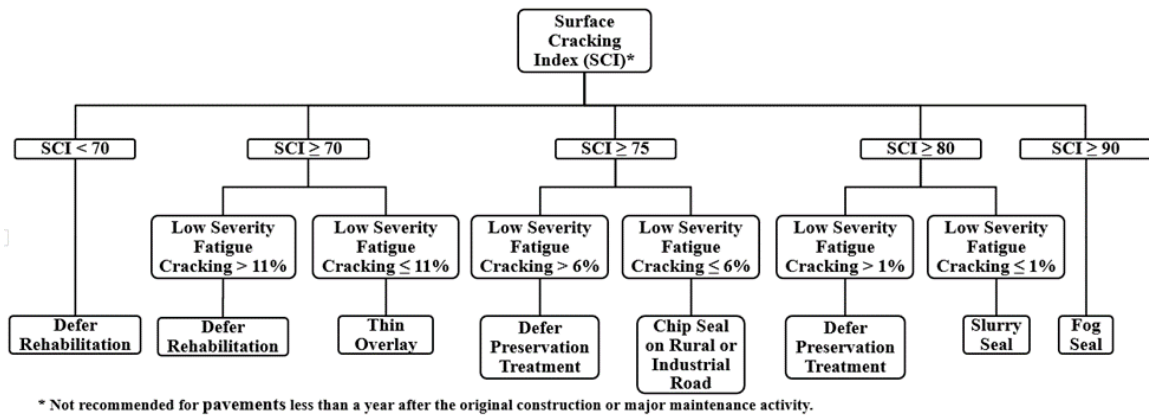 Surface
Cracking
Index (SCI)*
SCI < 70
SCI ≥ 70
SCI ≥ 75
SCI ≥ 80
SCI ≥ 90
Low Severity
Fatigue
Cracking > 11%
Low Severity
Fatigue
Cracking ≤ 11%
Low Severity
Fatigue
Cracking > 6%
Low Severity
Fatigue
Cracking ≤ 6%
Low Severity
Fatigue
Cracking > 1%
Low Severity
Fatigue
Cracking ≤ 1%
Defer
Rehabilitation
Defer
Rehabilitation
Thin
Overlay
Defer
Preservation
Treatment
Chip Seal
on Rural or
Industrial
Road
Defer
Preservation
Treatment
Slurry
Seal
Fog
Seal
* Not recommended for pavements less than a year after the original construction or major maintenance activity.